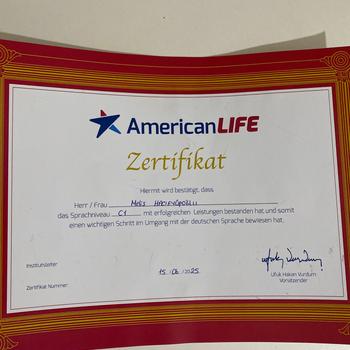 AmericanLIFE
Zertifikat
Hiermit wird bestätigt, dass
Herr / Frau Melis
das Sprachniveau C1 mit erfolgreichen Leistungen bestanden hat und somit
einen wichtigen Schritt im Umgang mit der deutschen Sprache bewiesen hat.
Institutsleiter
15/06/2025
Zertifikat Nummer:
Ufuk Hakan Vurdum
Vorsitzender